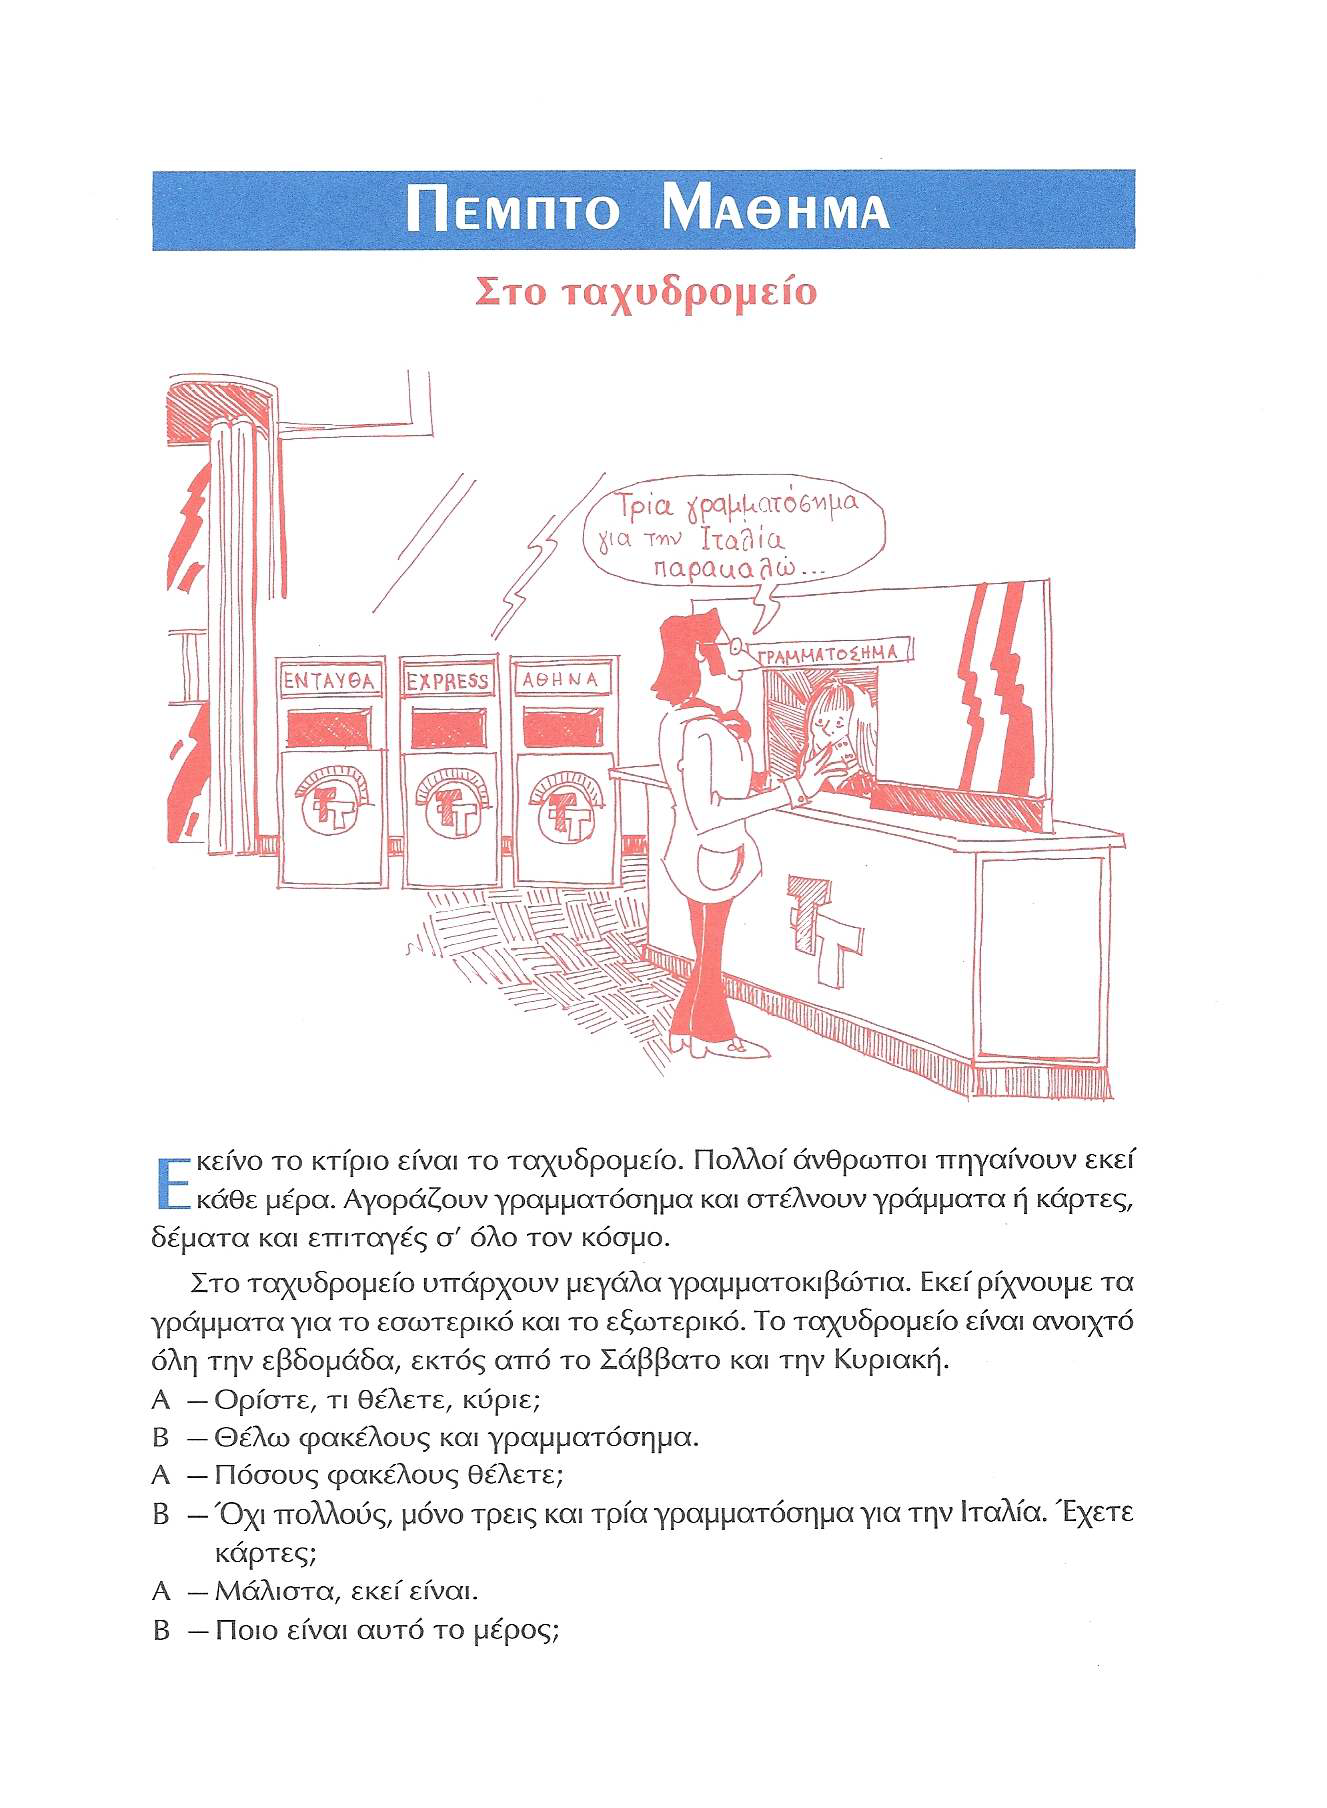 ΠΕΜΠΤΟ ΜΑΘΗΜΑ
Στο ταχυδρομείο
Τρία γραμματόσημα
για την Ιταλία
παρακαλώ...
ΓΡΑΜΜΑΤΟΣΗΜΑ
ΕΝΤΑΥΘΑ
EXPRESS
ΑΘΗΝΑ
ΤΤ
ΤΤ
ΤΤ
ΤΤ
Εκείνο το κτίριο είναι το ταχυδρομείο. Πολλοί άνθρωποι πηγαίνουν εκεί
κάθε μέρα. Αγοράζουν γραμματόσημα και στέλνουν γράμματα ή κάρτες,
δέματα και επιταγές σ' όλο τον κόσμο.
Στο ταχυδρομείο υπάρχουν μεγάλα γραμματοκιβώτια. Εκεί ρίχνουμε τα
γράμματα για το εσωτερικό και το εξωτερικό. Το ταχυδρομείο είναι ανοιχτό
όλη την εβδομάδα, εκτός από το Σάββατο και την Κυριακή.
Α – Ορίστε, τι θέλετε, κύριε;
Β – Θέλω φακέλους και γραμματόσημα.
Α – Πόσους φακέλους θέλετε;
Β – Όχι πολλούς, μόνο τρεις και τρία γραμματόσημα για την Ιταλία. Έχετε
κάρτες;
Α – Μάλιστα, εκεί είναι.
Β – Ποιο είναι αυτό το μέρος;